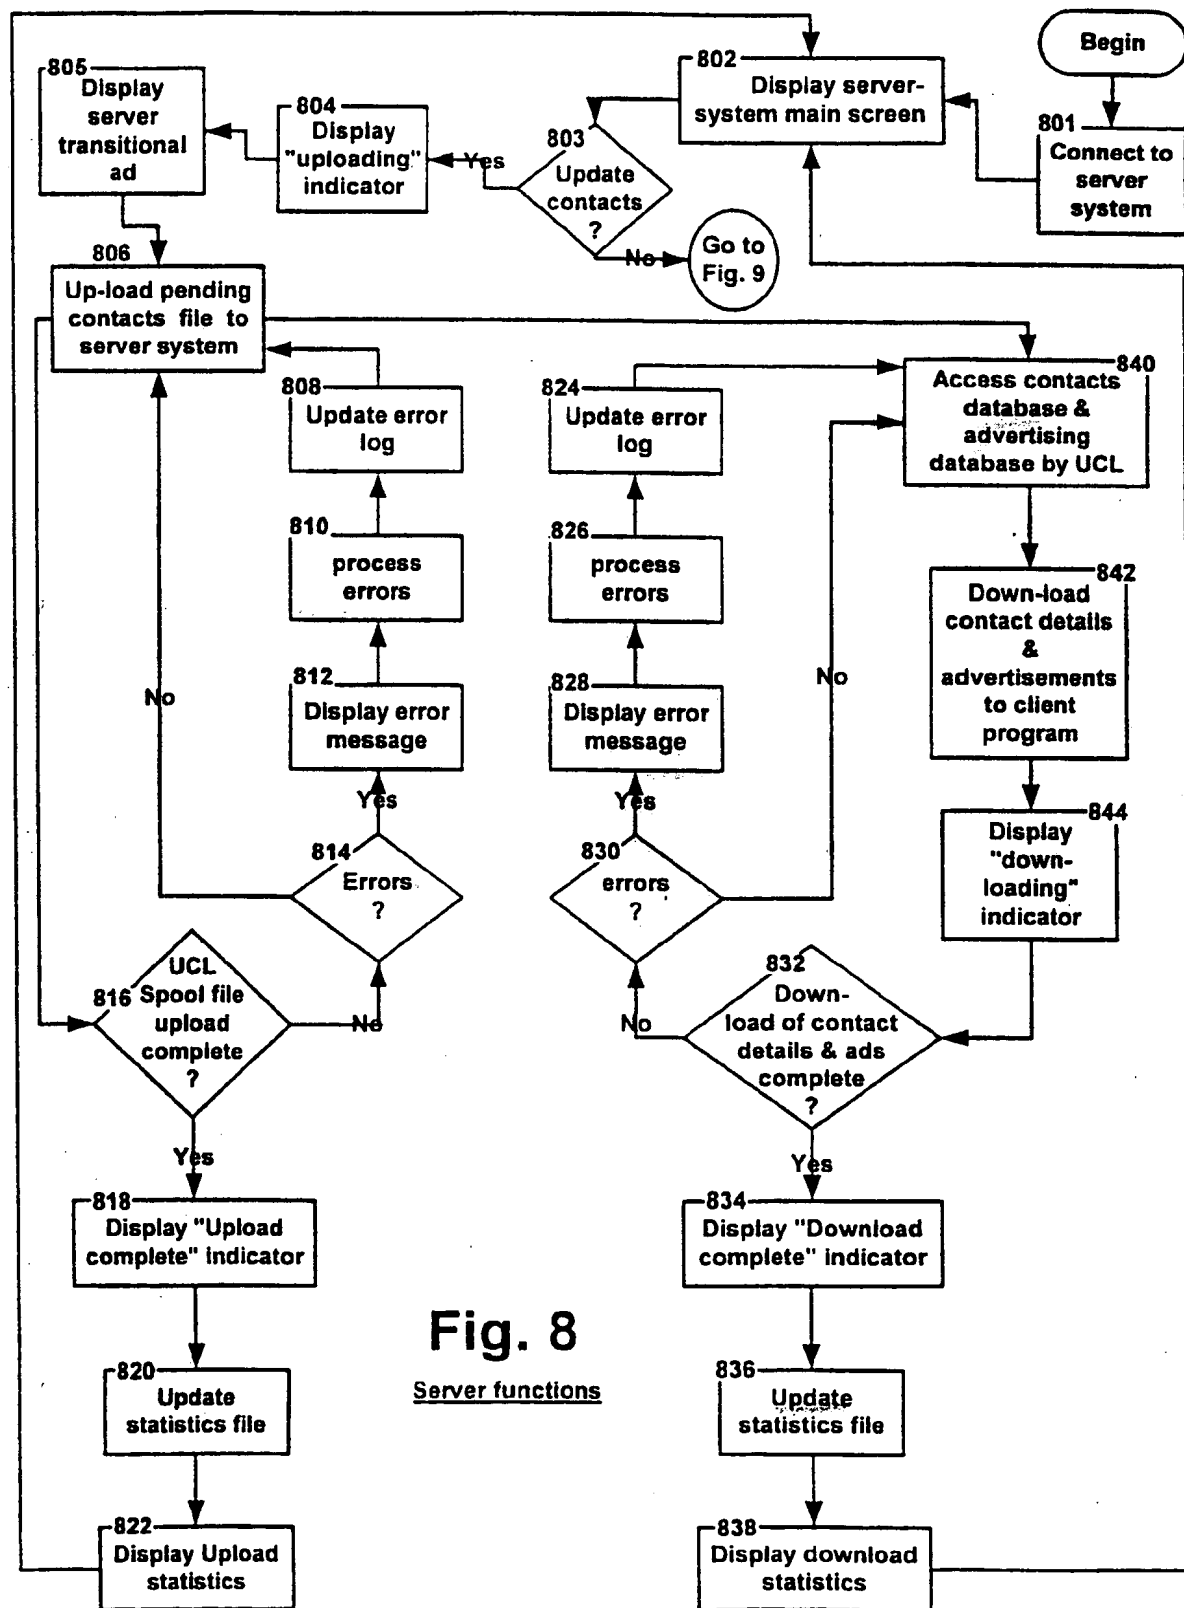 Begin
801
Connect to
server
system
802
Display server-
system main screen
803
Update
contacts
?
Yes
No
Go to
Fig. 9
804
Display
"uploading"
indicator
805
Display
server
transitional
ad
806
Up-load pending
contacts file to
server system
808
Update error
log
810
process
errors
812
Display error
message
Yes
814
Errors
?
No
816
UCL
Spool file
upload
complete
?
No
Yes
818
Display "Upload
complete" indicator
820
Update
statistics file
822
Display Upload
statistics
824
Update error
log
826
process
errors
828
Display error
message
Yes
830
errors
?
No
840
Access contacts
database &
advertising
database by UCL
842
Down-load
contact details
&
advertisements
to client
program
844
Display
"down-
loading"
indicator
832
Down-
load of contact
details & ads
complete
?
No
Yes
834
Display "Download
complete" indicator
836
Update
statistics file
838
Display download
statistics
Fig. 8
Server functions